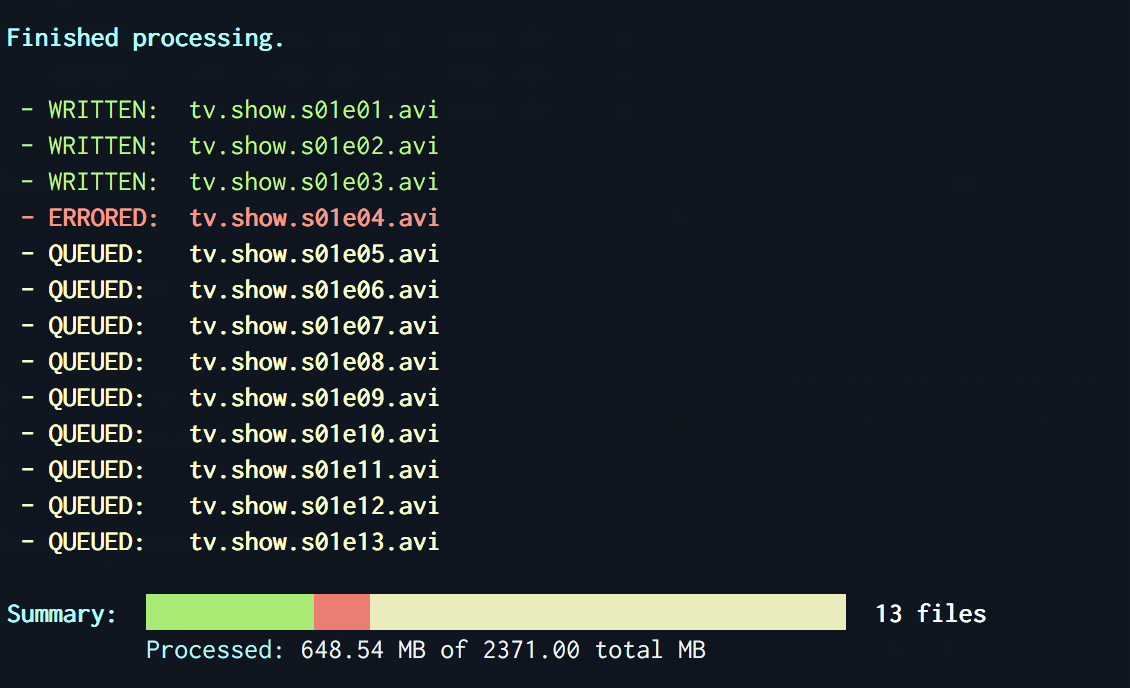 Finished processing.
- WRITTEN: tv.show.s01e01.avi
- WRITTEN: tv.show.s01e02.avi
- WRITTEN: tv.show.s01e03.avi
- ERRORED: tv.show.s01e04.avi
- QUEUED: tv.show.s01e05.avi
- QUEUED: tv.show.s01e06.avi
- QUEUED: tv.show.s01e07.avi
- QUEUED: tv.show.s01e08.avi
- QUEUED: tv.show.s01e09.avi
- QUEUED: tv.show.s01e10.avi
- QUEUED: tv.show.s01e11.avi
- QUEUED: tv.show.s01e12.avi
- QUEUED: tv.show.s01e13.avi
Summary: 13 files
Processed: 648.54 MB of 2371.00 total MB